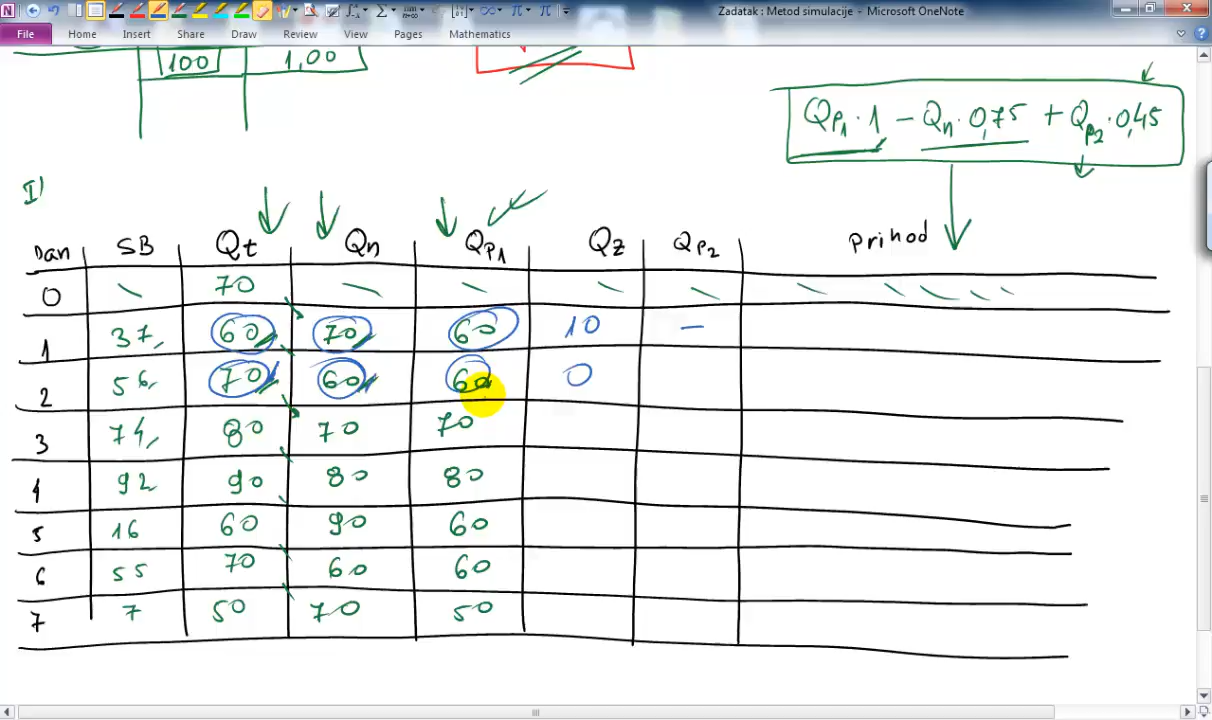 Zadatak : Metod simulacije - Microsoft OneNote
File Home Insert Share Draw Review View Pages Mathematics
100 1,00
Qp1 · 1 - Qn · 0,75 + Qp2 · 0,45
I'
Dan SB Qt Qn Qp1 Qz Qp2 prihod
0 \ 70 \ \ \ \ \ \ \ \ \
1 37, 60 70 60 10 -
2 56, 70 60 60 0
3 74, 80 70 70
4 92 90 80 80
5 16 60 90 60
6 55 70 60 60
7 7 50 70 50